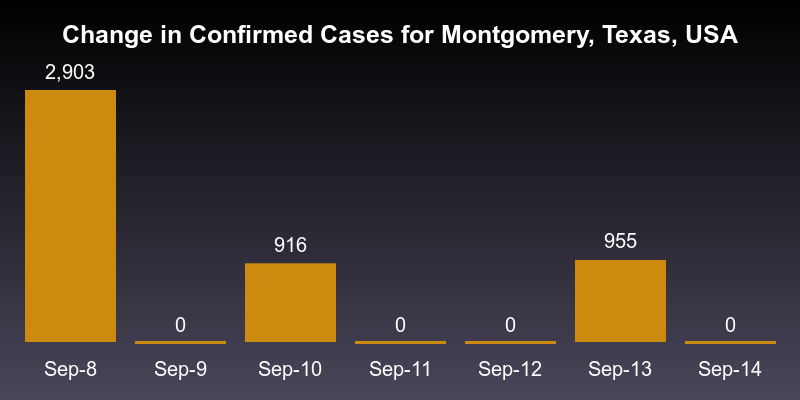 Change in Confirmed Cases for Montgomery, Texas, USA
2,903
0
916
0
0
955
0
Sep-8
Sep-9
Sep-10
Sep-11
Sep-12
Sep-13
Sep-14